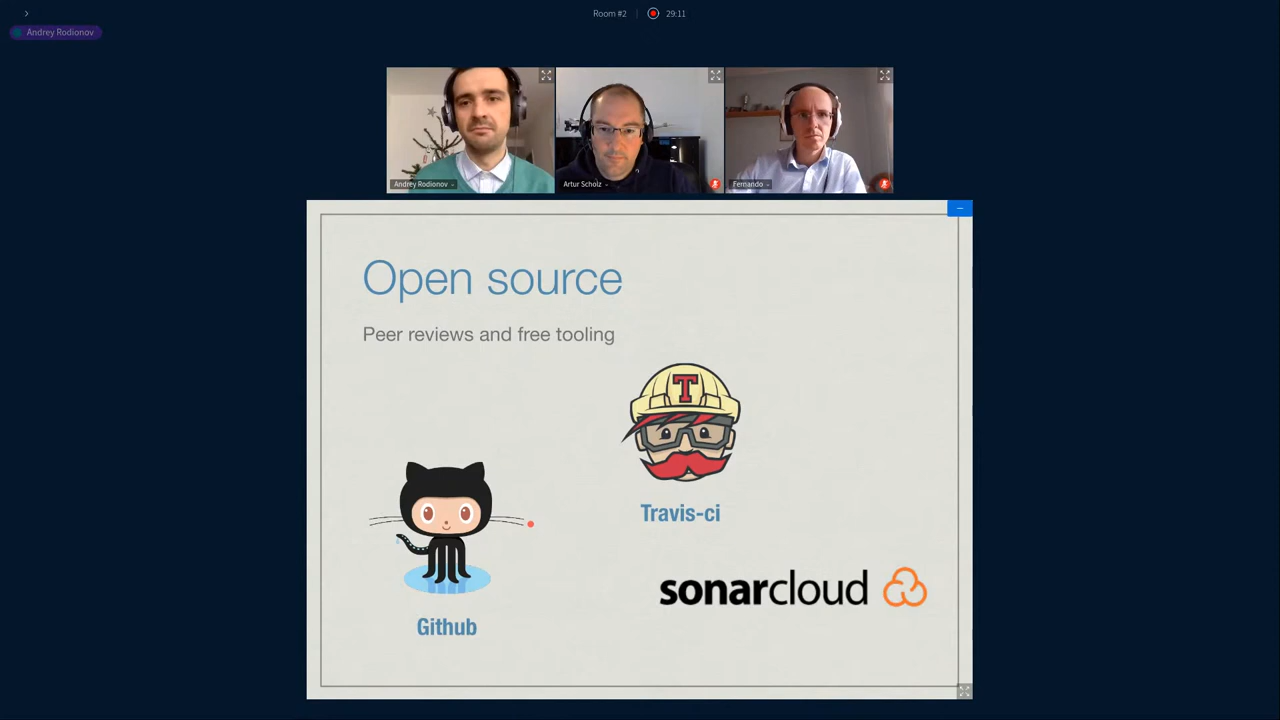 Room #2
29:11
Andrey Rodionov
Andrey Rodionov
Artur Scholz
Fernando
Open source
Peer reviews and free tooling
T
Travis-ci
sonarcloud
Github